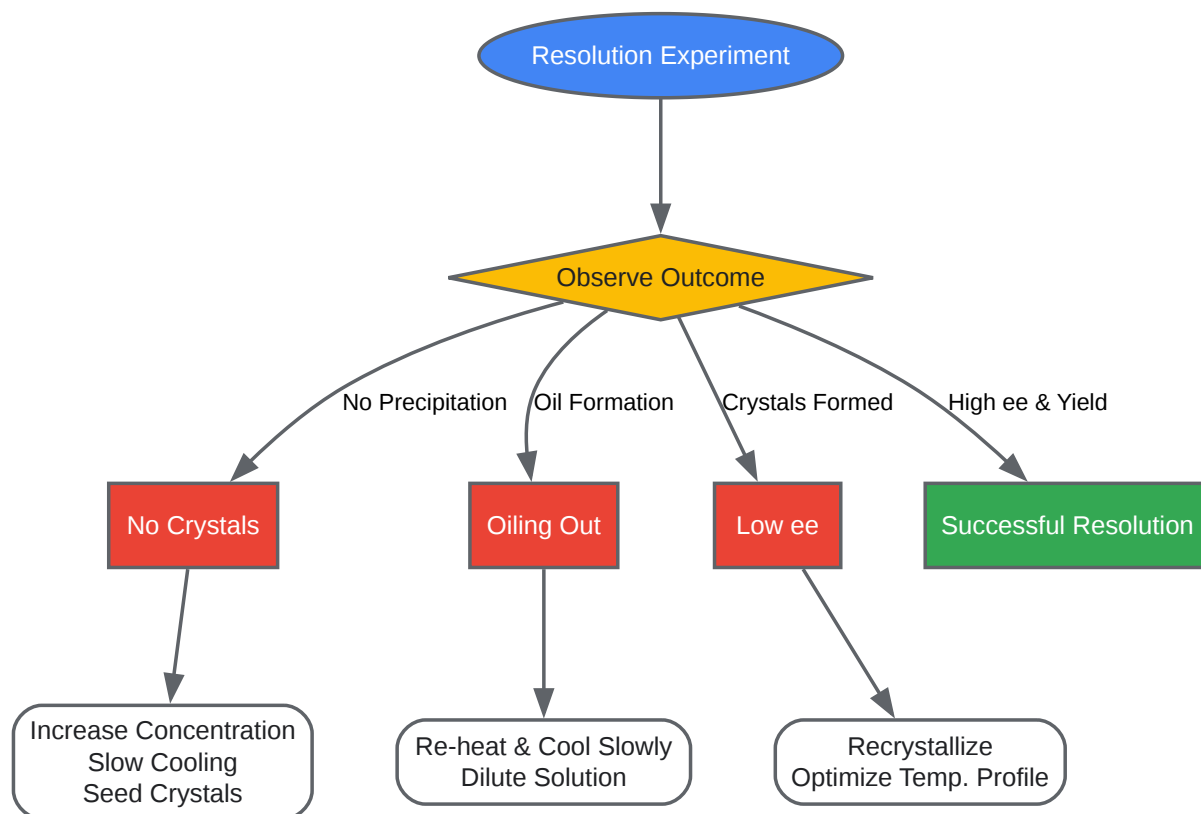 Resolution Experiment
Observe Outcome
No Precipitation
Oil Formation
Crystals Formed
High ee & Yield
No Crystals
Oiling Out
Low ee
Successful Resolution
Increase Concentration
Slow Cooling
Seed Crystals
Re-heat & Cool Slowly
Dilute Solution
Recrystallize
Optimize Temp. Profile